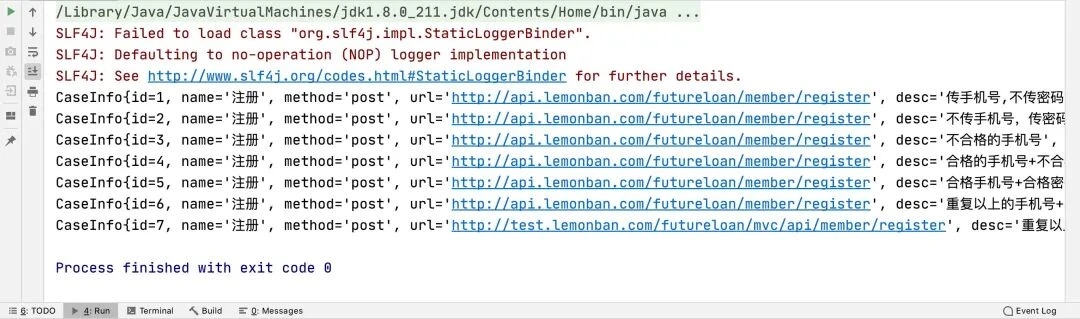 /Library/Java/JavaVirtualMachines/jdk1.8.0_211.jdk/Contents/Home/bin/java ...
SLF4J: Failed to load class "org.slf4j.impl.StaticLoggerBinder".
SLF4J: Defaulting to no-operation (NOP) logger implementation
SLF4J: See http://www.slf4j.org/codes.html#StaticLoggerBinder for further details.
CaseInfo{id=1, name='注册', method='post', url='http://api.lemonban.com/futureloan/member/register', desc='传手机号,不传密码
CaseInfo{id=2, name='注册', method='post', url='http://api.lemonban.com/futureloan/member/register', desc='不传手机号，传密码
CaseInfo{id=3, name='注册', method='post', url='http://api.lemonban.com/futureloan/member/register', desc='不合格的手机号',
CaseInfo{id=4, name='注册', method='post', url='http://api.lemonban.com/futureloan/member/register', desc='合格的手机号+不合
CaseInfo{id=5, name='注册', method='post', url='http://api.lemonban.com/futureloan/member/register', desc='合格手机号+合格密
CaseInfo{id=6, name='注册', method='post', url='http://api.lemonban.com/futureloan/member/register', desc='重复以上的手机号+
CaseInfo{id=7, name='注册', method='post', url='http://test.lemonban.com/futureloan/mvc/api/member/register', desc='重复以
Process finished with exit code 0
6: TODO 4: Run Terminal Build 0: Messages Event Log